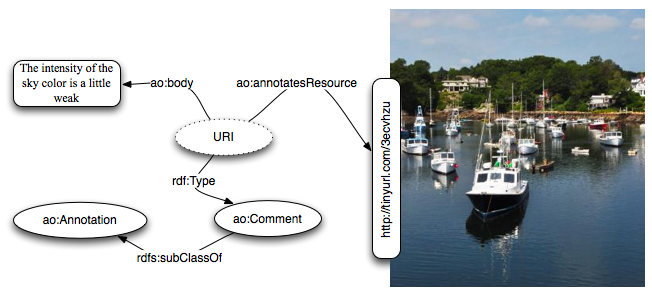 The intensity of the
sky color is a little
weak
ao:body
ao:annotatesResource
URI
rdf:Type
ao:Annotation
ao:Comment
rdfs:subClassOf
http://tinyurl.com/3ecvhzu